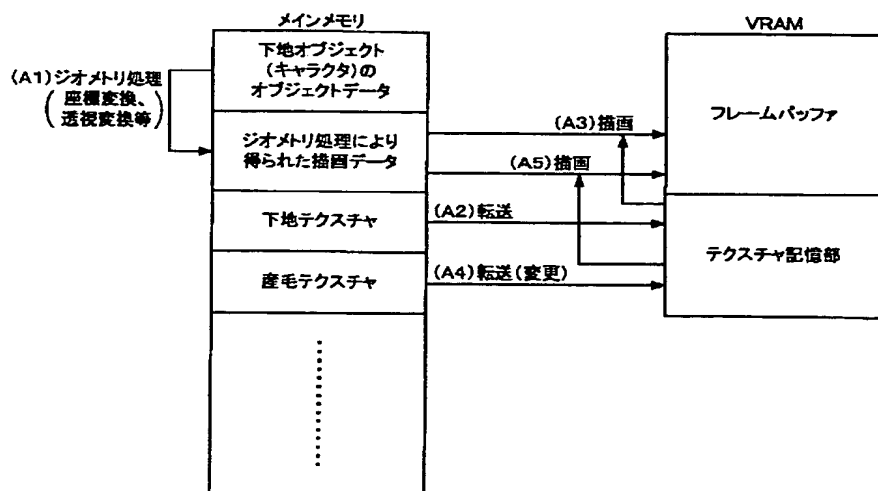 メインメモリ
VRAM
下地オブジェクト
(キャラクタ)の
オブジェクトデータ
(A1)ジオメトリ処理
(座標変換、
透視変換等)
ジオメトリ処理により
得られた描画データ
(A3)描画
フレームバッファ
(A5)描画
下地テクスチャ
(A2)転送
テクスチャ記憶部
産毛テクスチャ
(A4)転送(変更)